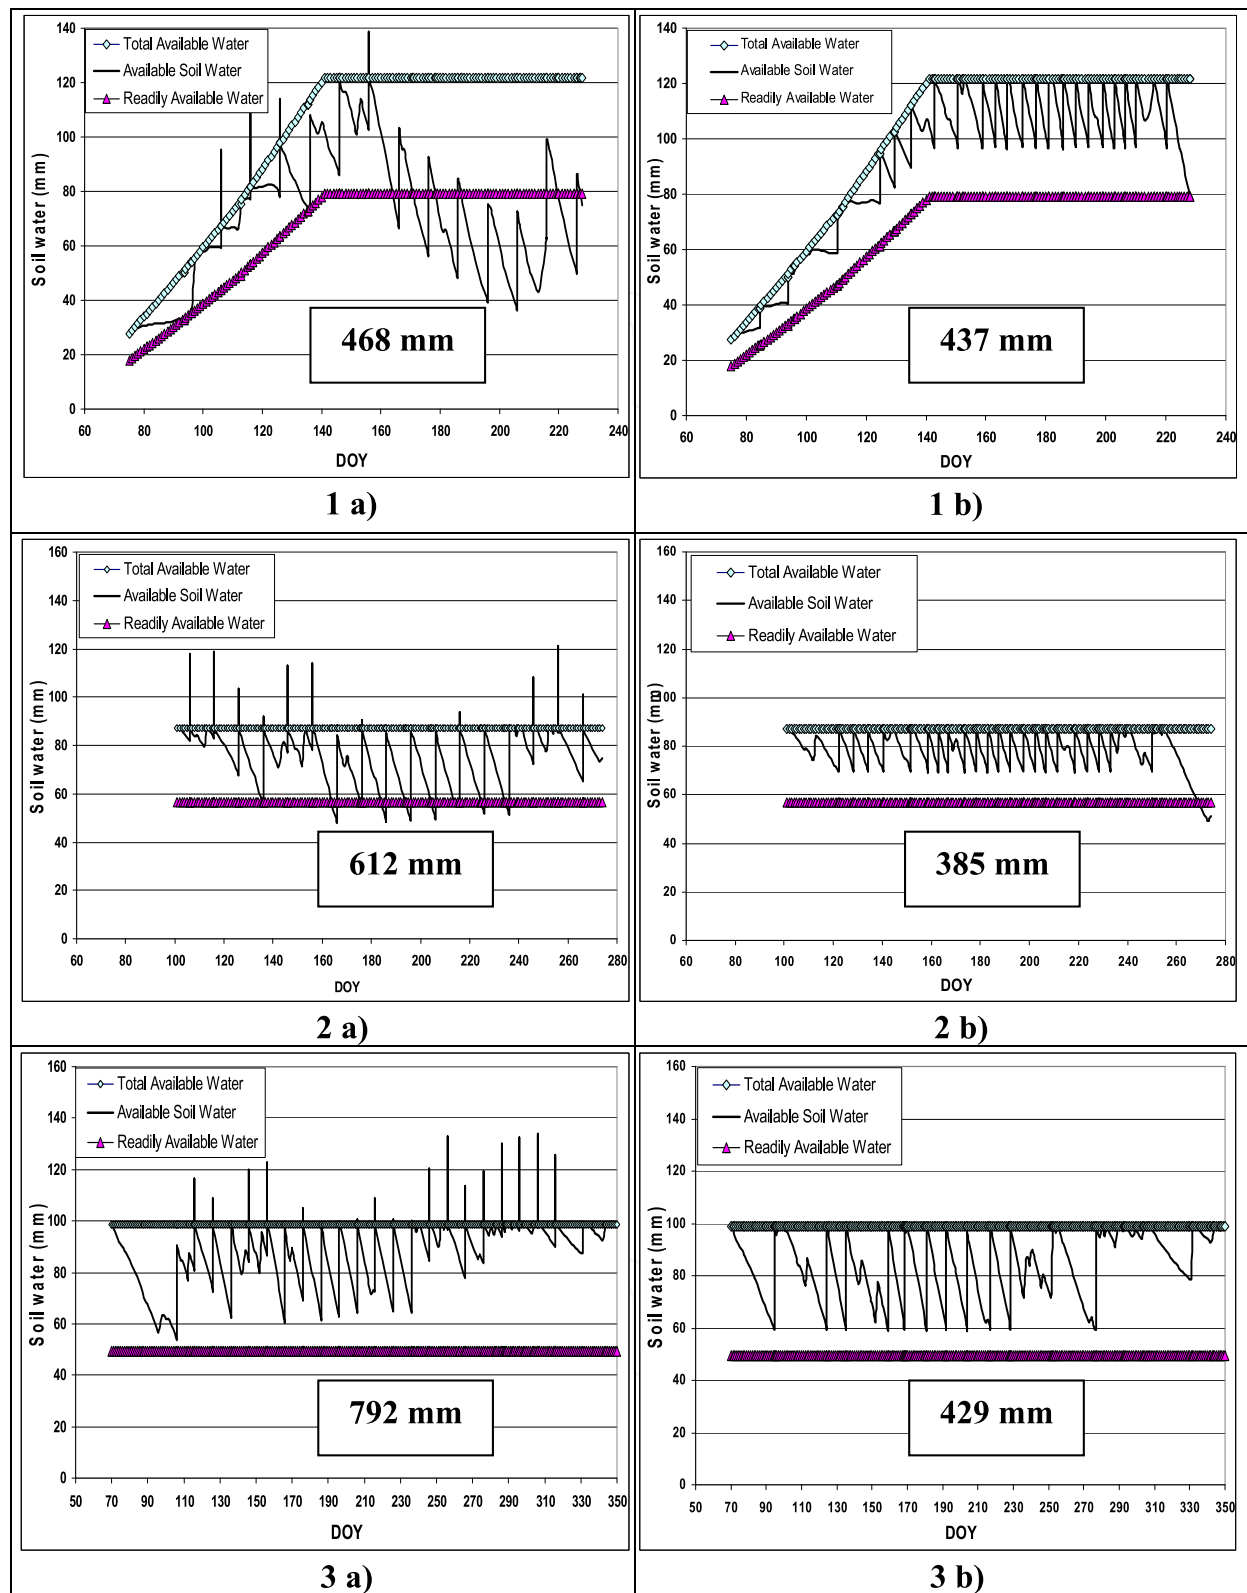 140
120
100
80
60
40
20
0
Soil water (mm)
Total Available Water
Available Soil Water
Readily Available Water
468 mm
60 80 100 120 140 160 180 200 220 240
DOY
1 a)
140
120
100
80
60
40
20
0
Soil water (mm)
Total Available Water
Available Soil Water
Readily Available Water
437 mm
60 80 100 120 140 160 180 200 220 240
DOY
1 b)
160
140
120
100
80
60
40
20
0
Soil water (mm)
Total Available Water
Available Soil Water
Readily Available Water
612 mm
60 80 100 120 140 160 180 200 220 240 260 280
DOY
2 a)
160
140
120
100
80
60
40
20
0
Soil water (mm)
Total Available Water
Available Soil Water
Readily Available Water
385 mm
60 80 100 120 140 160 180 200 220 240 260 280
DOY
2 b)
160
140
120
100
80
60
40
20
0
Soil water (mm)
Total Available Water
Available Soil Water
Readily Available Water
792 mm
50 70 90 110 130 150 170 190 210 230 250 270 290 310 330 350
DOY
3 a)
160
140
120
100
80
60
40
20
0
Soil water (mm)
Total Available Water
Available Soil Water
Readily Available Water
429 mm
50 70 90 110 130 150 170 190 210 230 250 270 290 310 330 350
DOY
3 b)